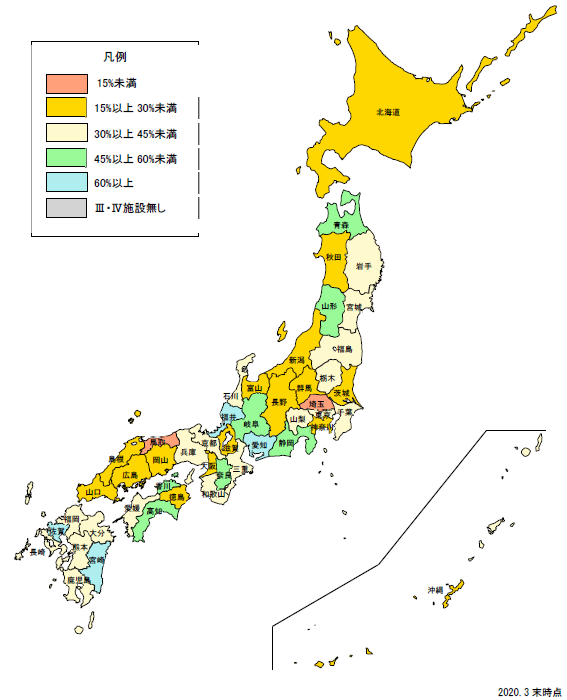 凡例
15%未満
15%以上 30%未満
30%以上 45%未満
45%以上 60%未満
60%以上
Ⅲ・Ⅳ施設無し
北海道
青森
秋田
岩手
山形
宮城
新潟
福島
島
栃木
富山
群馬
石川
長野
茨城
埼玉
福井
岐阜
山梨
東京
千葉
神奈川
鳥取
京都
滋賀
愛知
静岡
兵庫
島根
岡山
大阪
三重
広島
奈良
香川
山口
和歌山
徳島
愛媛
高知
福岡
佐賀
大分
長崎
熊本
宮崎
鹿児島
沖縄
2020.3 末時点